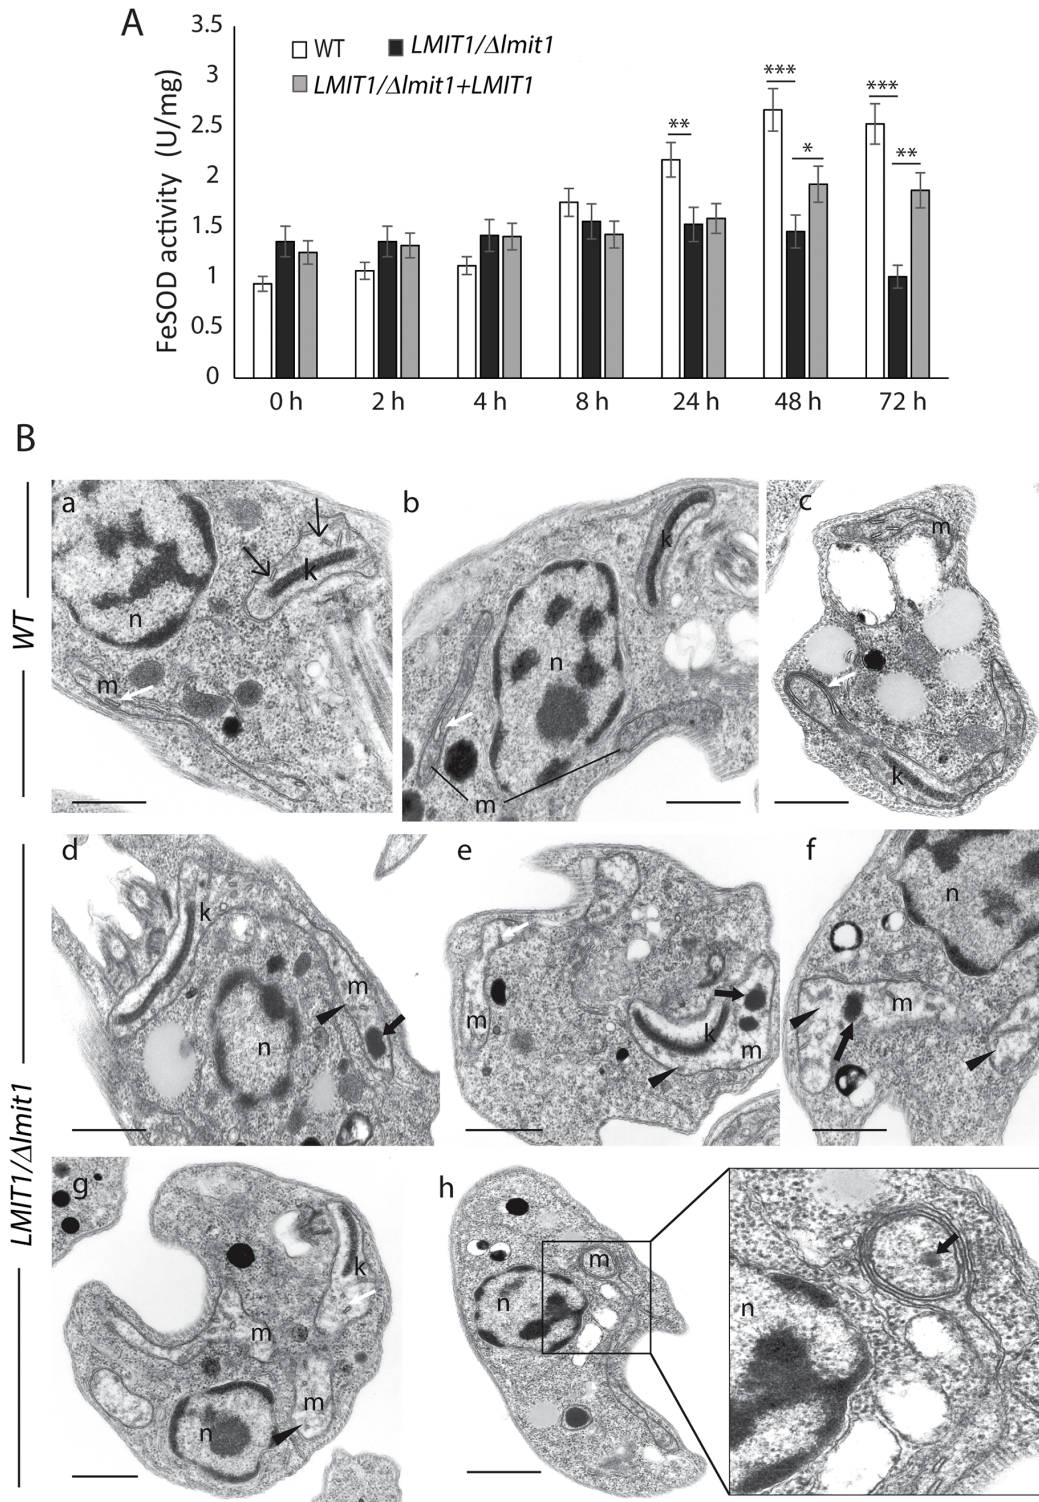 A
3.5
3
2.5
2
1.5
1
0.5
0
FeSOD activity (U/mg)
WT
LMIT1/Δlmit1
LMIT1/Δlmit1+LMIT1
**
***
*
***
**
0 h
2 h
4 h
8 h
24 h
48 h
72 h
B
WT
a
k
n
m
b
k
n
m
c
m
k
LMIT1/Δlmit1
d
k
m
n
e
m
k
m
f
n
m
g
k
m
m
n
h
m
n
n